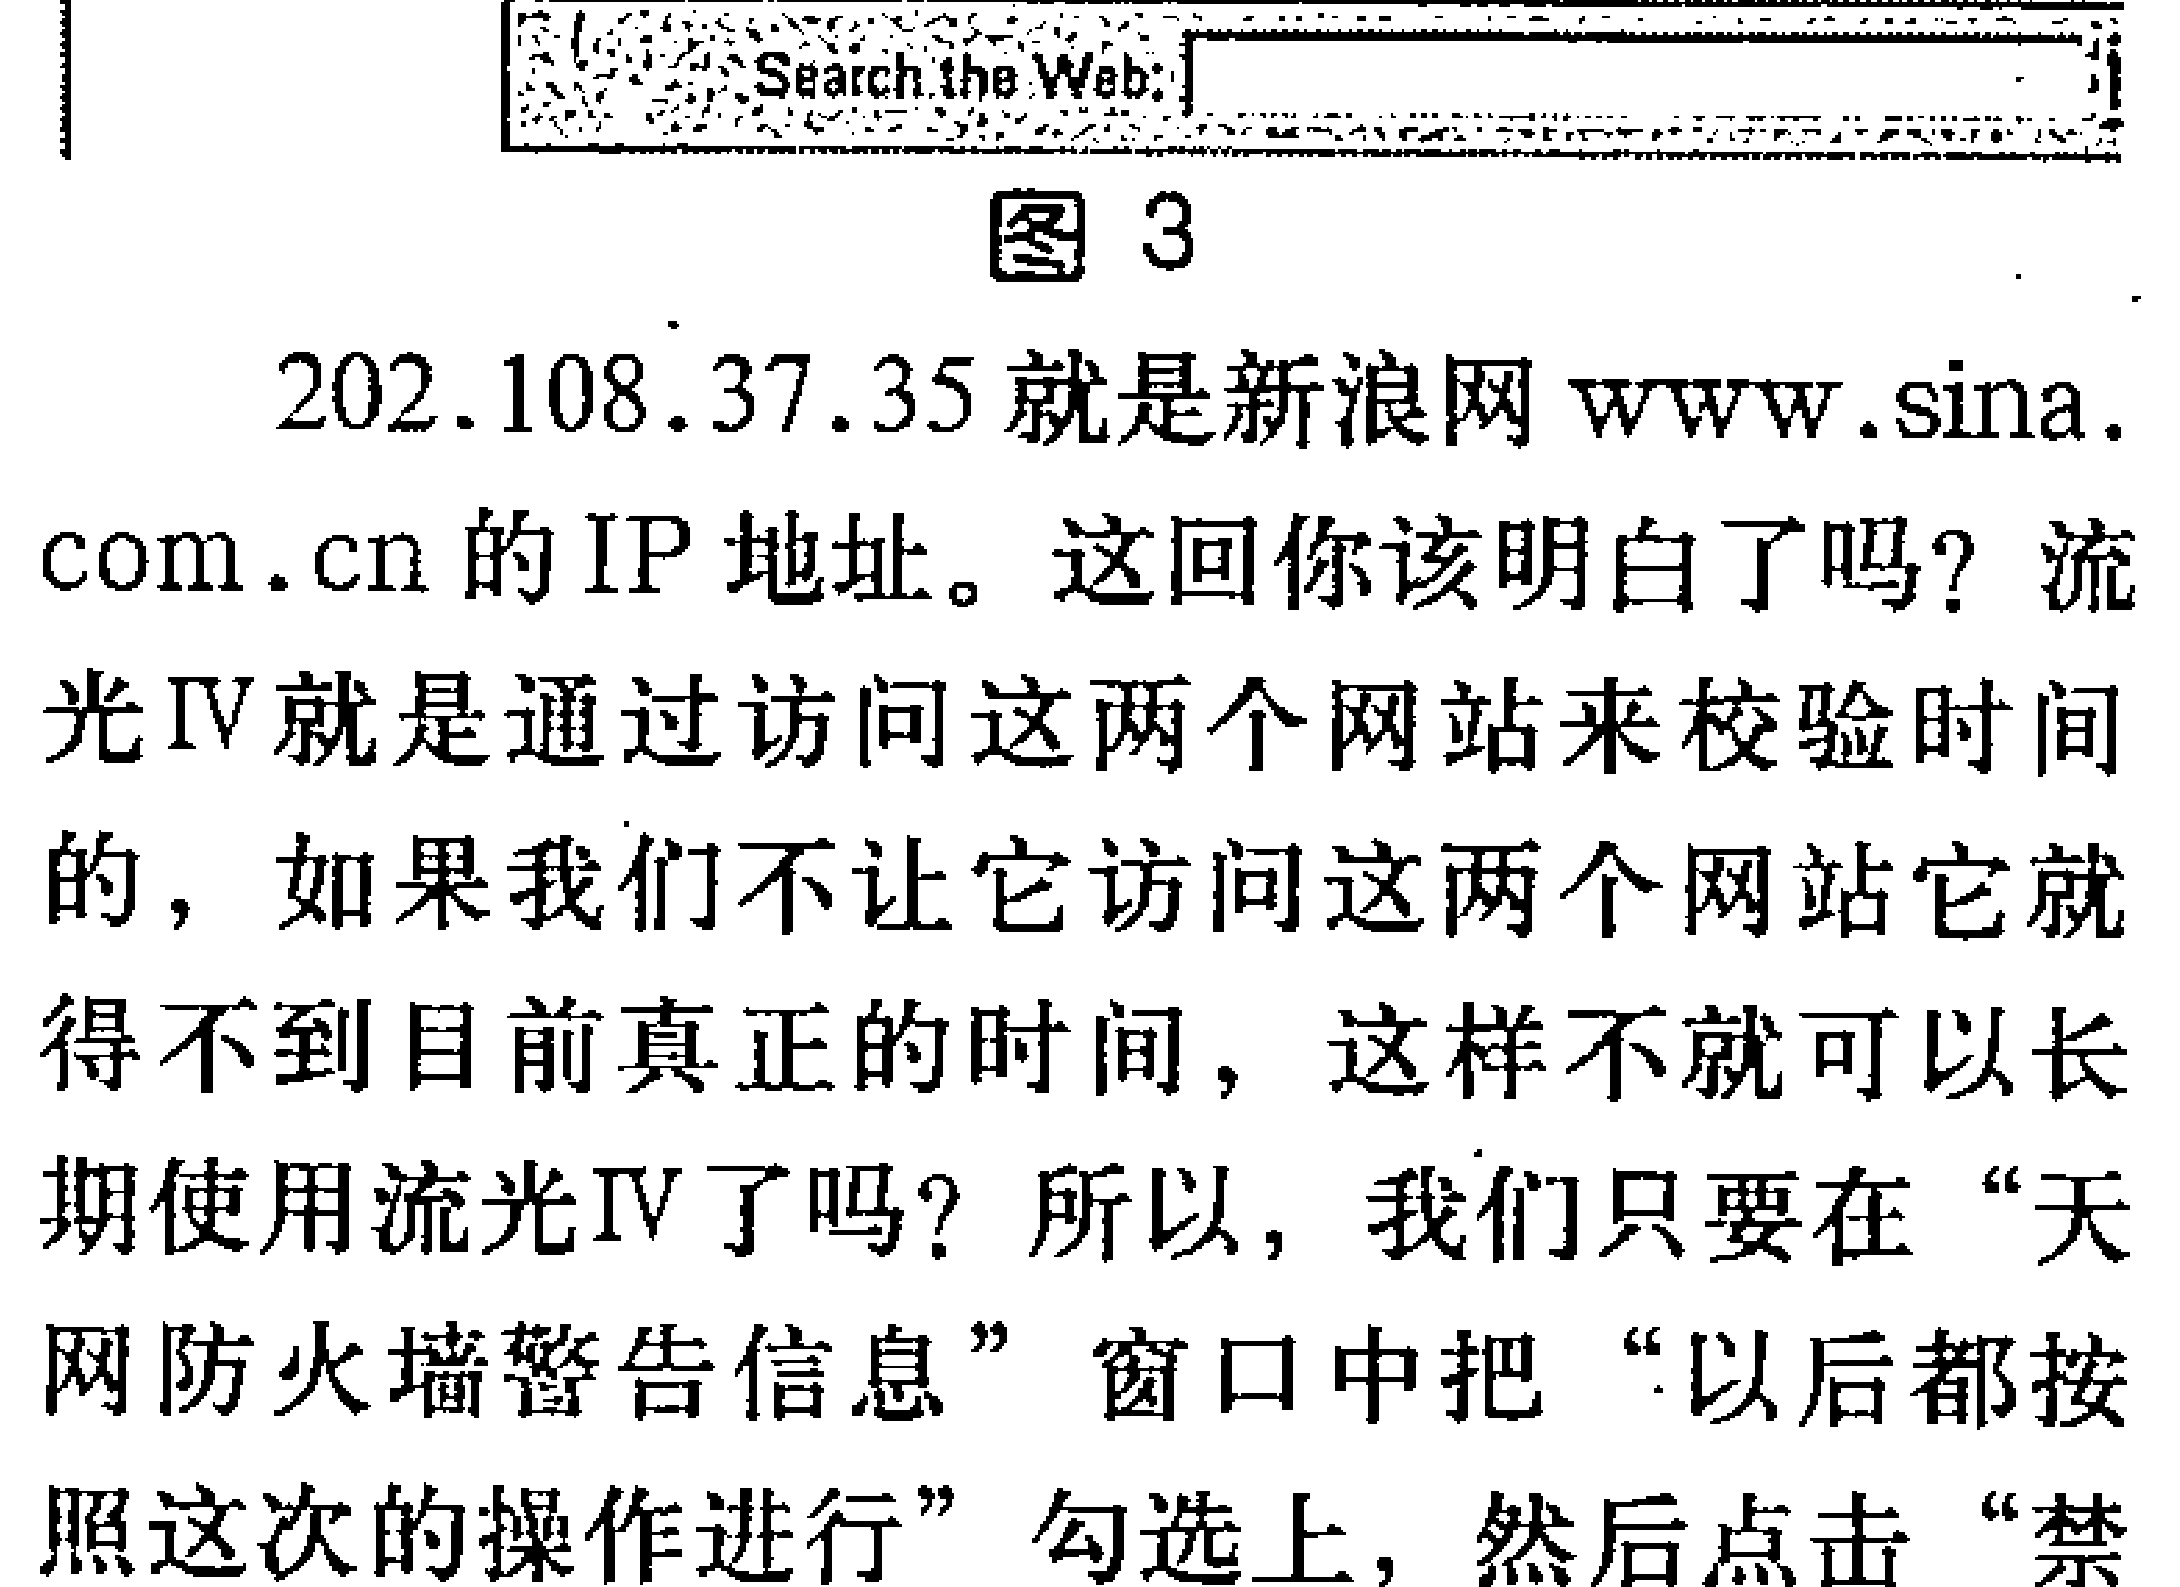 Search the Web:
图 3
202.108.37.35 就是新浪网 www.sina.
com.cn 的 IP 地址。这回你该明白了吗？流
光Ⅳ就是通过访问这两个网站来校验时间
的，如果我们不让它访问这两个网站它就
得不到目前真正的时间，这样不就可以长
期使用流光Ⅳ了吗？所以，我们只要在“天
网防火墙警告信息”窗口中把“以后都按
照这次的操作进行”勾选上，然后点击“禁